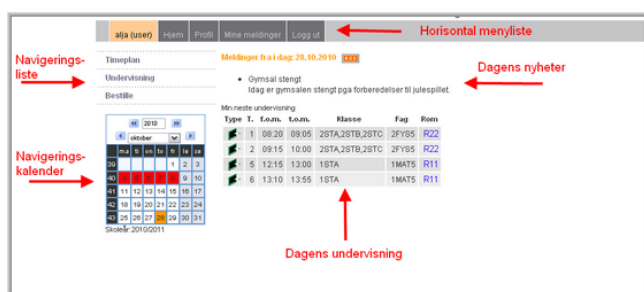 alja (user) Hjem Profil Mine meldinger Logg ut
Horisontal menyliste
Navigerings-
liste
Timeplan
Undervisning
Bestille
Meldinger fra i dag: 28.10.2010
Gymsal stengt
Idag er gymsalen stengt pga forberedelser til julespillet.
Dagens nyheter
Min neste undervisning
Type T. f.o.m. t.o.m. Klasse Fag Rom
1 08:20 09:05 2STA,2STB,2STC 2FYS5 R22
2 09:15 10:00 2STA,2STB,2STC 2FYS5 R22
5 12:15 13:00 1STA 1MAT5 R11
6 13:10 13:55 1STA 1MAT5 R11
Navigerings-
kalender
2010
oktober
ma ti on to fr lø sø
39 1 2 3
40 4 5 6 7 8 9 10
41 11 12 13 14 15 16 17
42 18 19 20 21 22 23 24
43 25 26 27 28 29 30 31
Skoleår:2010/2011
Dagens undervisning